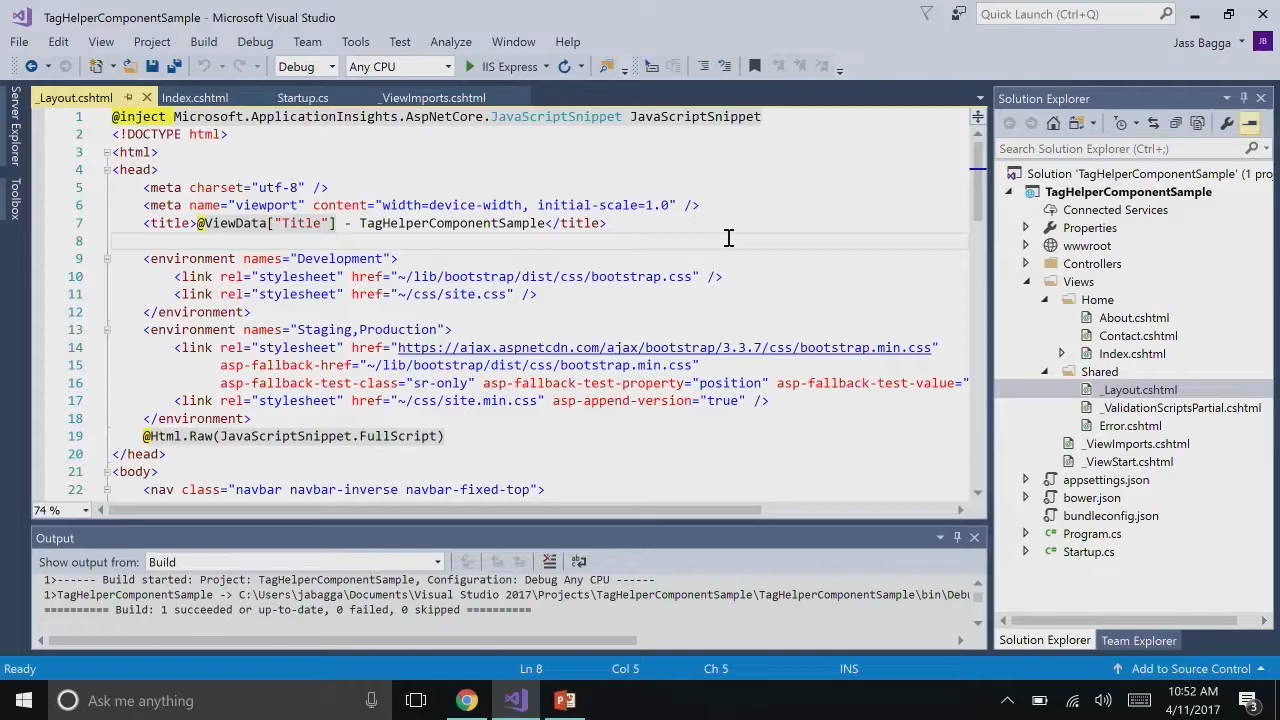 TagHelperComponentSample - Microsoft Visual Studio
Quick Launch (Ctrl+Q)
File Edit View Project Build Debug Team Tools Test Analyze Window Help
Jass Bagga JB
Debug Any CPU IIS Express
Server Explorer
Toolbox
_Layout.cshtml Index.cshtml Startup.cs _ViewImports.cshtml
1 @inject Microsoft.ApplicationInsights.AspNetCore.JavaScriptSnippet JavaScriptSnippet
2 <!DOCTYPE html>
3 <html>
4 <head>
5 <meta charset="utf-8" />
6 <meta name="viewport" content="width=device-width, initial-scale=1.0" />
7 <title>@ViewData["Title"] - TagHelperComponentSample</title>
8
9 <environment names="Development">
10 <link rel="stylesheet" href="~/lib/bootstrap/dist/css/bootstrap.css" />
11 <link rel="stylesheet" href="~/css/site.css" />
12 </environment>
13 <environment names="Staging,Production">
14 <link rel="stylesheet" href="https://ajax.aspnetcdn.com/ajax/bootstrap/3.3.7/css/bootstrap.min.css"
15 asp-fallback-href="~/lib/bootstrap/dist/css/bootstrap.min.css"
16 asp-fallback-test-class="sr-only" asp-fallback-test-property="position" asp-fallback-test-value="
17 <link rel="stylesheet" href="~/css/site.min.css" asp-append-version="true" />
18 </environment>
19 @Html.Raw(JavaScriptSnippet.FullScript)
20 </head>
21 <body>
22 <nav class="navbar navbar-inverse navbar-fixed-top">
74 %
Output
Show output from: Build
1>------ Build started: Project: TagHelperComponentSample, Configuration: Debug Any CPU ------
1>TagHelperComponentSample -> C:\Users\jabagga\Documents\Visual Studio 2017\Projects\TagHelperComponentSample\TagHelperComponentSample\bin\Deb
========== Build: 1 succeeded or up-to-date, 0 failed, 0 skipped ==========
Solution Explorer
Search Solution Explorer (Ctrl+;)
Solution 'TagHelperComponentSample' (1 proj
TagHelperComponentSample
Connected Services
Properties
wwwroot
Controllers
Views
Home
About.cshtml
Contact.cshtml
Index.cshtml
Shared
_Layout.cshtml
_ValidationScriptsPartial.cshtml
Error.cshtml
_ViewImports.cshtml
_ViewStart.cshtml
appsettings.json
bower.json
bundleconfig.json
Program.cs
Startup.cs
Solution Explorer Team Explorer
Ready Ln 8 Col 5 Ch 5 INS Add to Source Control
Ask me anything
10:52 AM
4/11/2017
3